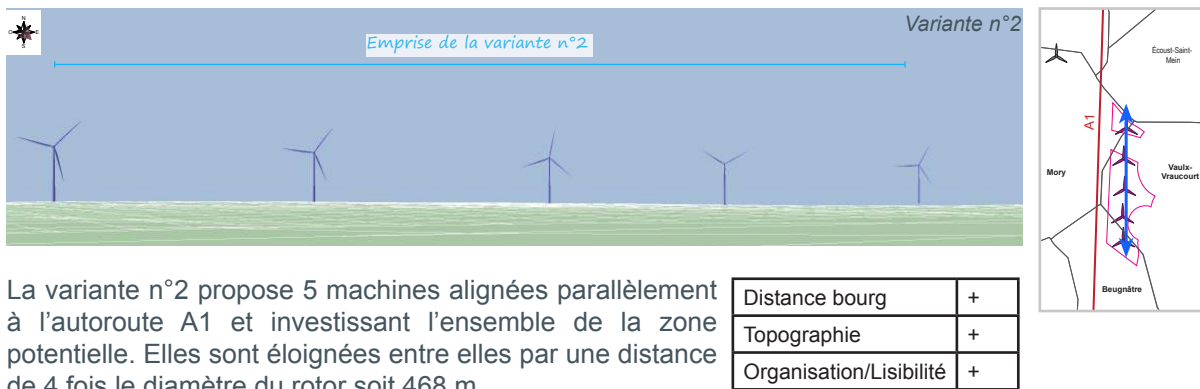 Variante n°2
N
O E
S
Emprise de la variante n°2
Écoust-Saint-
Mein
A1
Mory
Vaulx-
Vraucourt
Beugnâtre
La variante n°2 propose 5 machines alignées parallèlement
à l'autoroute A1 et investissant l'ensemble de la zone
potentielle. Elles sont éloignées entre elles par une distance
de 4 fois le diamètre du rotor soit 468 m.
Distance bourg +
Topographie +
Organisation/Lisibilité +